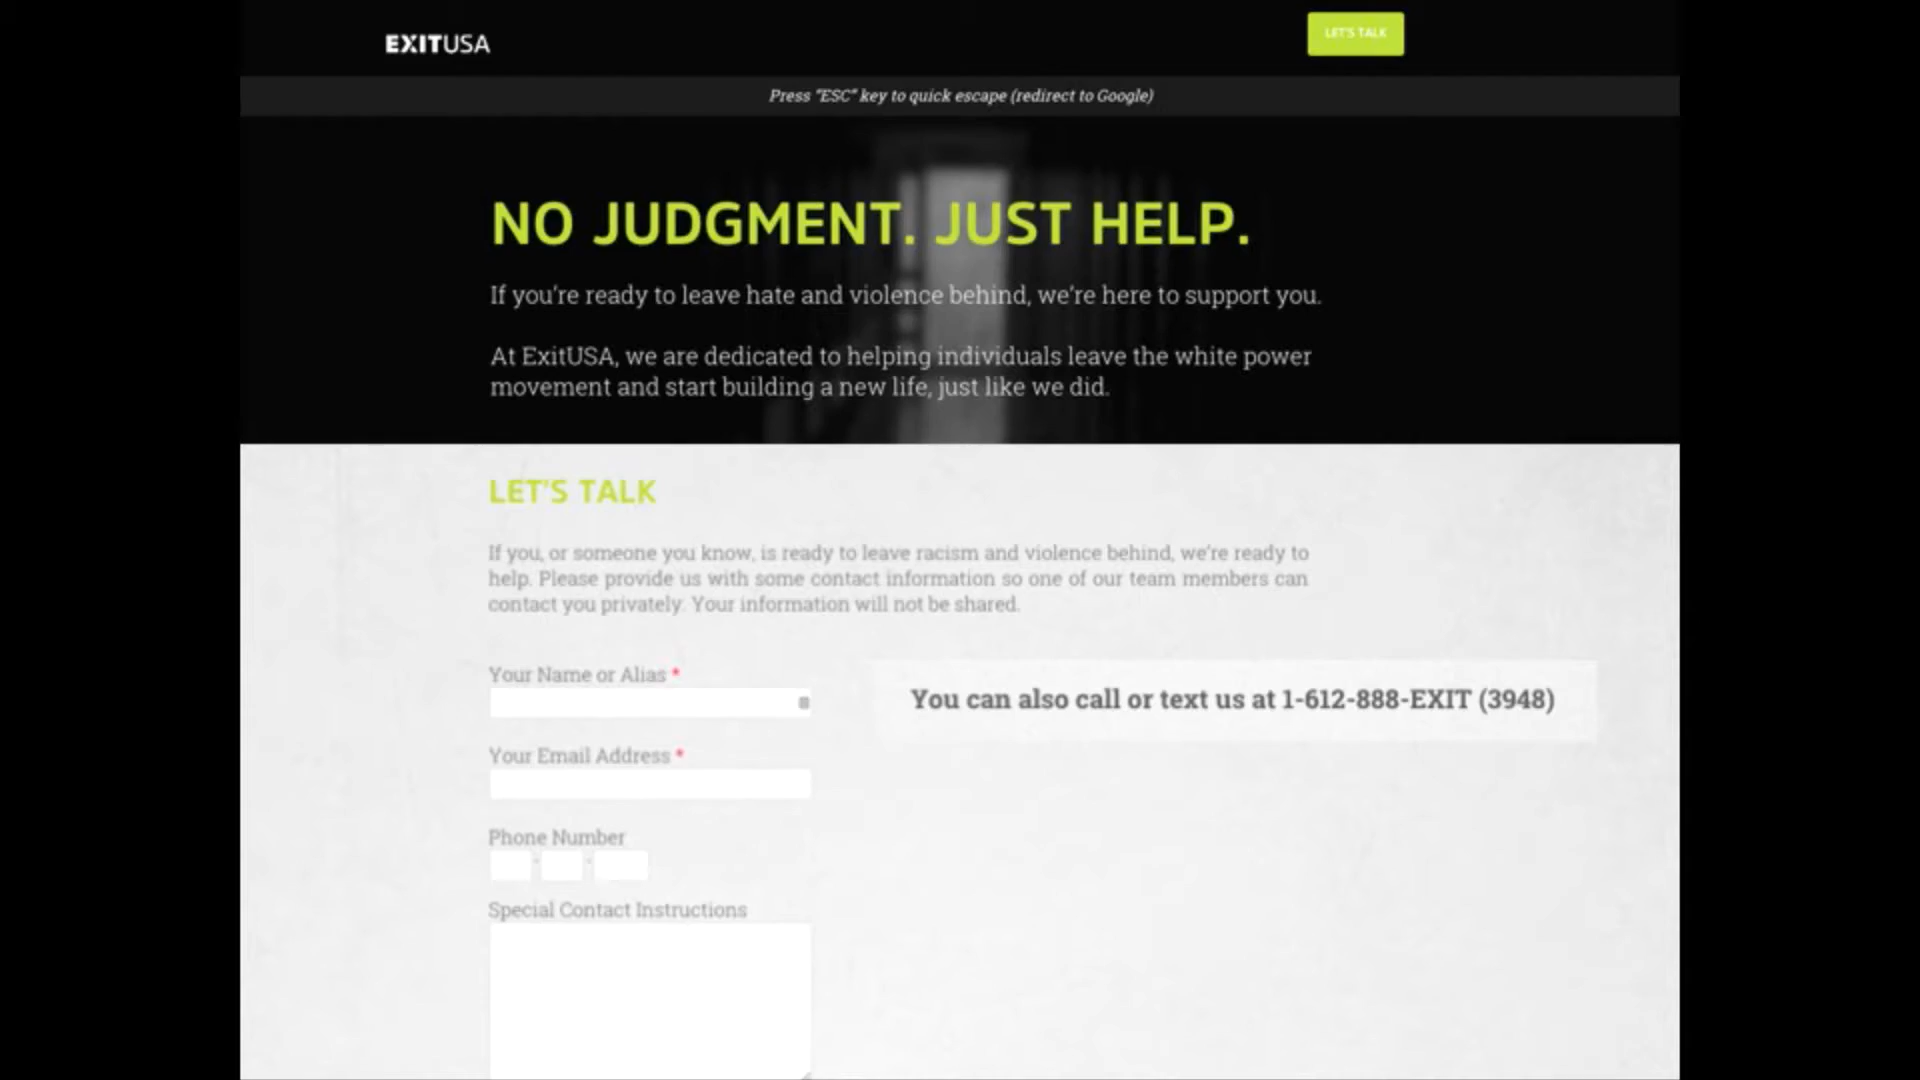 EXITUSA
LET'S TALK
Press "ESC" key to quick escape (redirect to Google)
NO JUDGMENT. JUST HELP.
If you're ready to leave hate and violence behind, we're here to support you.
At ExitUSA, we are dedicated to helping individuals leave the white power
movement and start building a new life, just like we did.
LET'S TALK
If you, or someone you know, is ready to leave racism and violence behind, we're ready to
help. Please provide us with some contact information so one of our team members can
contact you privately. Your information will not be shared.
Your Name or Alias *
You can also call or text us at 1-612-888-EXIT (3948)
Your Email Address *
Phone Number
- -
Special Contact Instructions